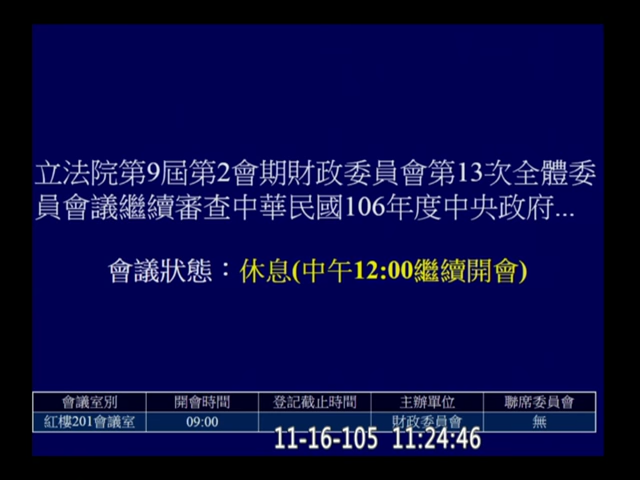 立法院第9屆第2會期財政委員會第13次全體委
員會議繼續審查中華民國106年度中央政府...
會議狀態：休息(中午12:00繼續開會)
會議室別 開會時間 登記截止時間 主辦單位 聯席委員會
紅樓201會議室 09:00 財政委員會 無
11-16-105 11:24:46